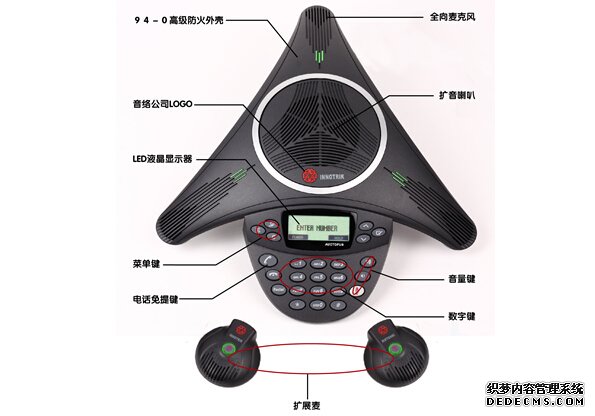 94-0高级防火外壳
全向麦克风
音络公司LOGO
扩音喇叭
INNOTRIK
LED液晶显示器
ENTER NUMBER
菜单键
音量键
电话免提键
数字键
扩展麦
织梦内容管理系统
DEDECMS.COM